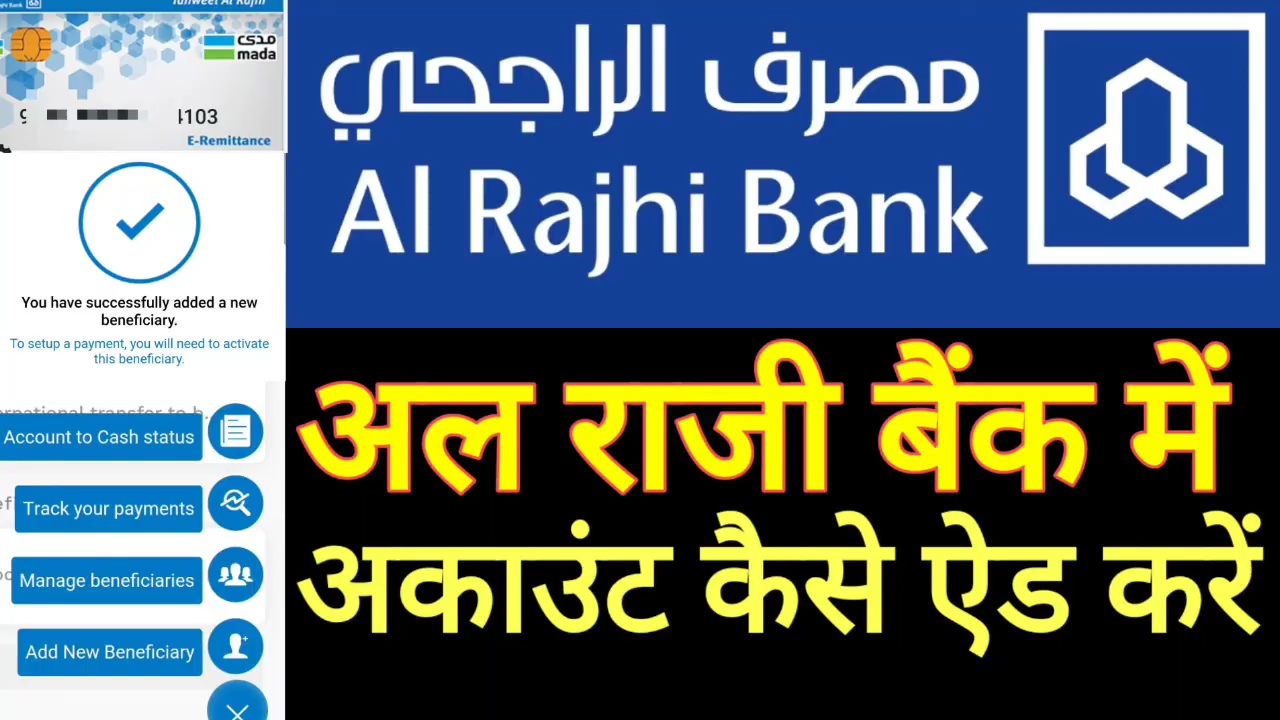 Tahweel Al Rajhi
مدى
mada
4103
E-Remittance
You have successfully added a new
beneficiary.
To setup a payment, you will need to activate
this beneficiary.
Account to Cash status
Track your payments
Manage beneficiaries
Add New Beneficiary
مصرف الراجحي
Al Rajhi Bank
अल राजी बैंक में
अकाउंट कैसे ऐड करें